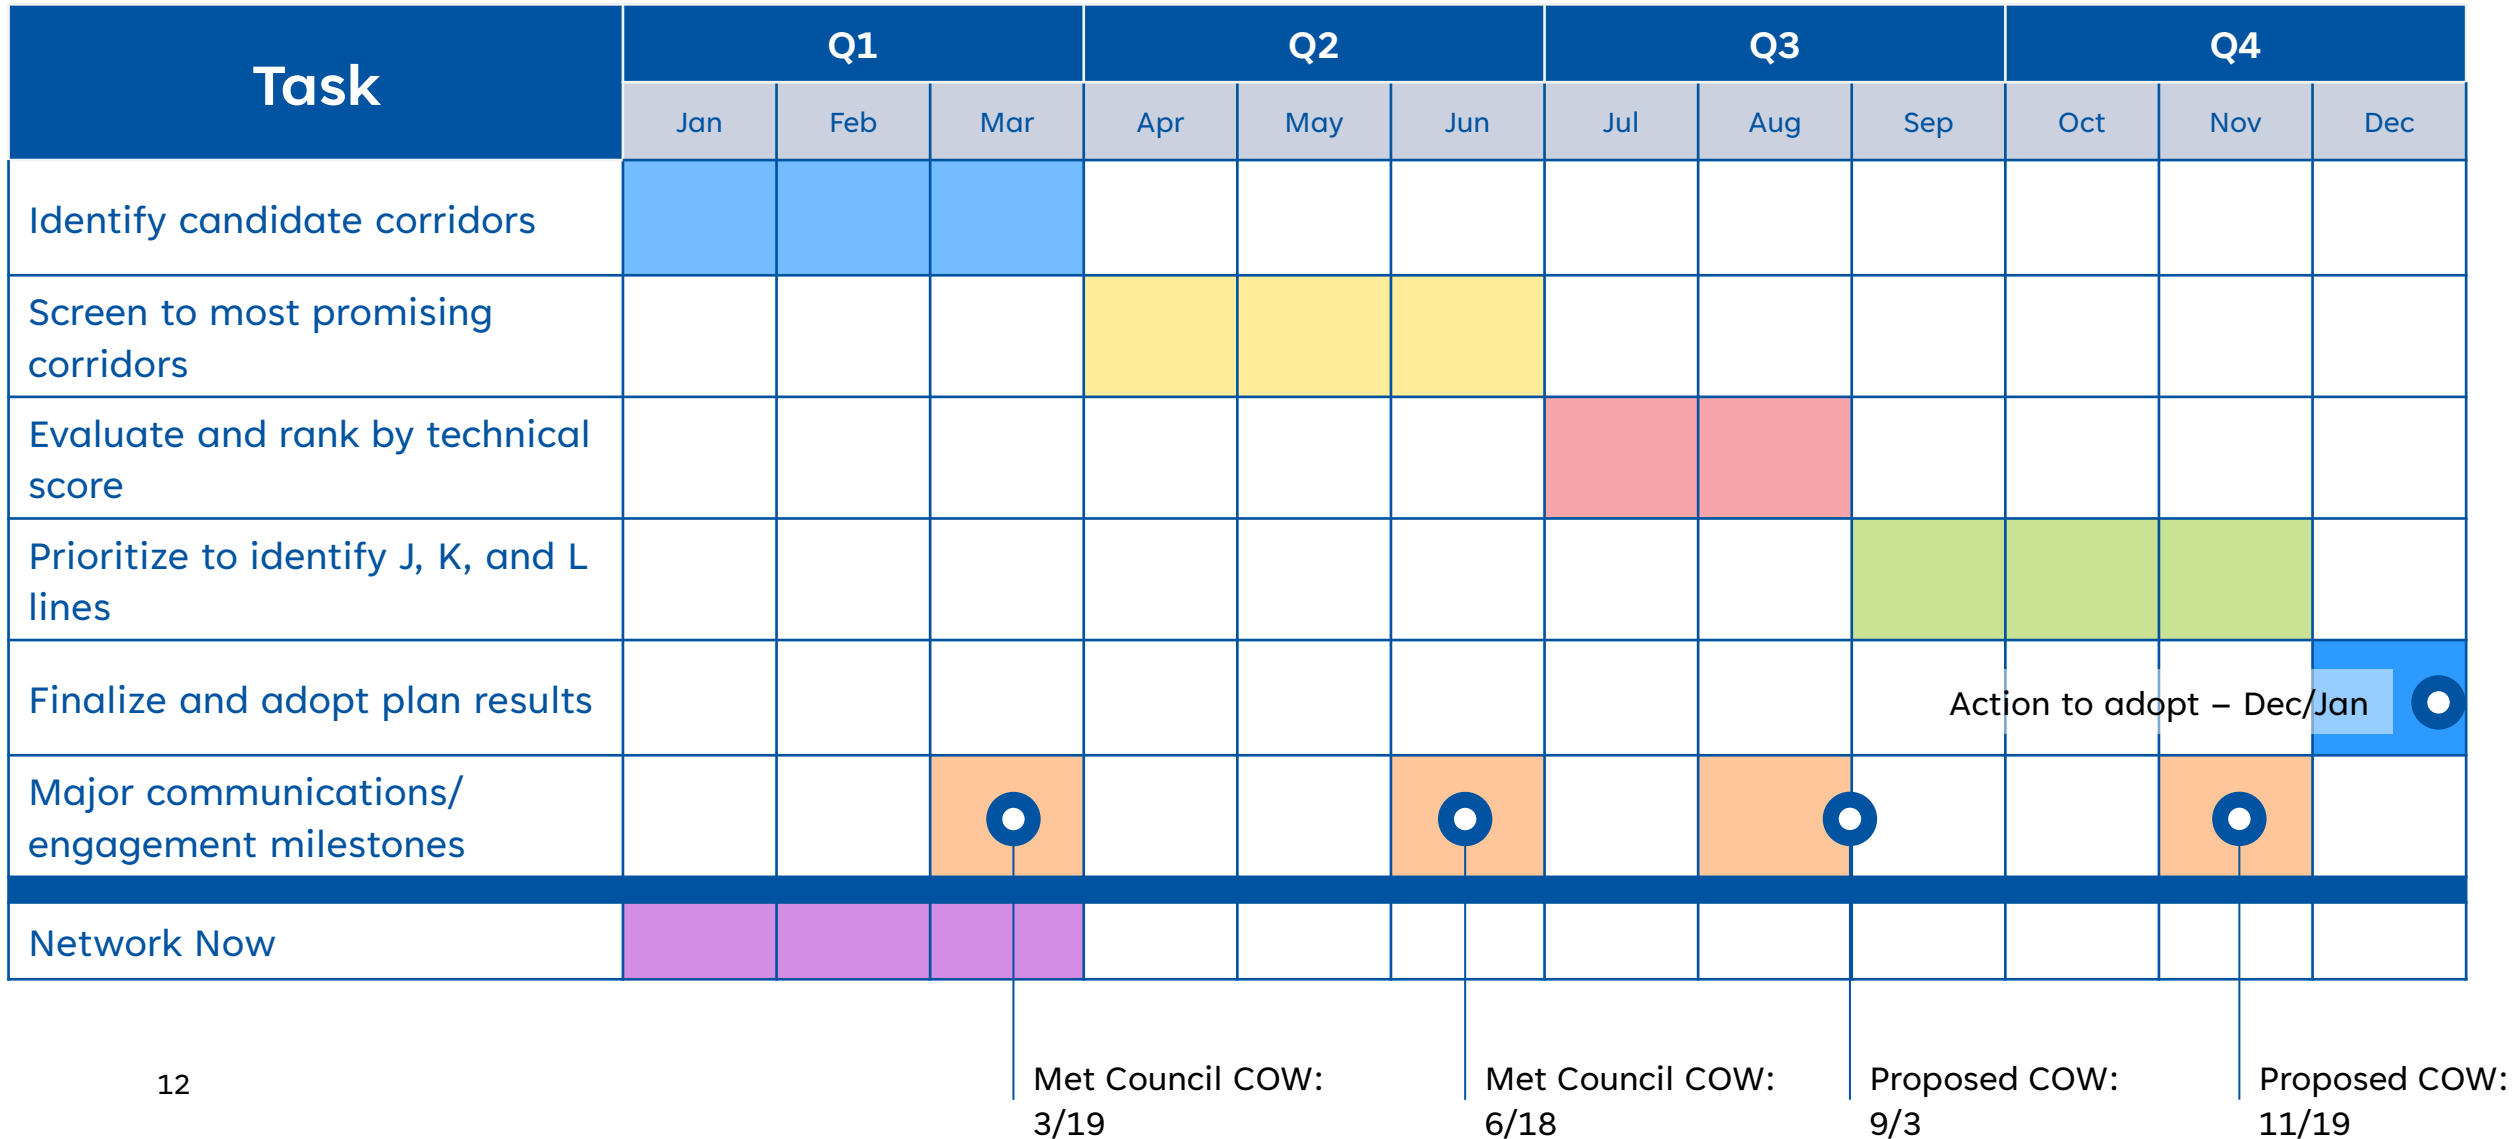 Task
Q1
Q2
Q3
Q4
Jan
Feb
Mar
Apr
May
Jun
Jul
Aug
Sep
Oct
Nov
Dec
Identify candidate corridors
Screen to most promising
corridors
Evaluate and rank by technical
score
Prioritize to identify J, K, and L
lines
Finalize and adopt plan results
Action to adopt – Dec/Jan
Major communications/
engagement milestones
Network Now
Met Council COW:
3/19
Met Council COW:
6/18
Proposed COW:
9/3
Proposed COW:
11/19
12